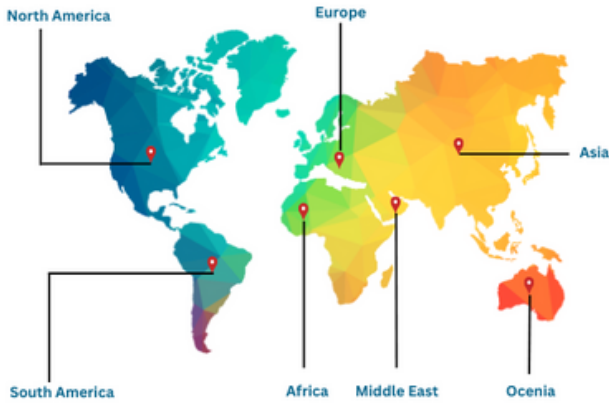 North America
Europe
Asia
South America
Africa
Middle East
Ocenia